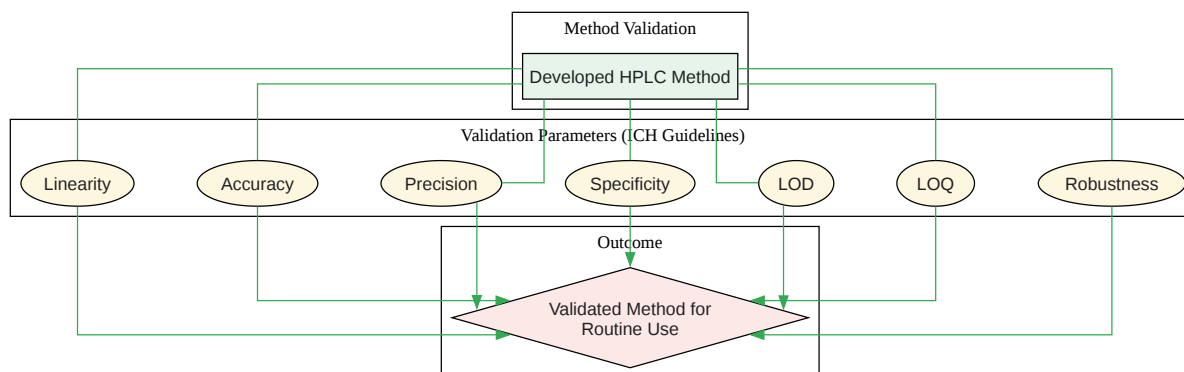 Method Validation
Developed HPLC Method
Validation Parameters (ICH Guidelines)
Linearity
Accuracy
Precision
Specificity
LOD
LOQ
Robustness
Outcome
Validated Method for
Routine Use